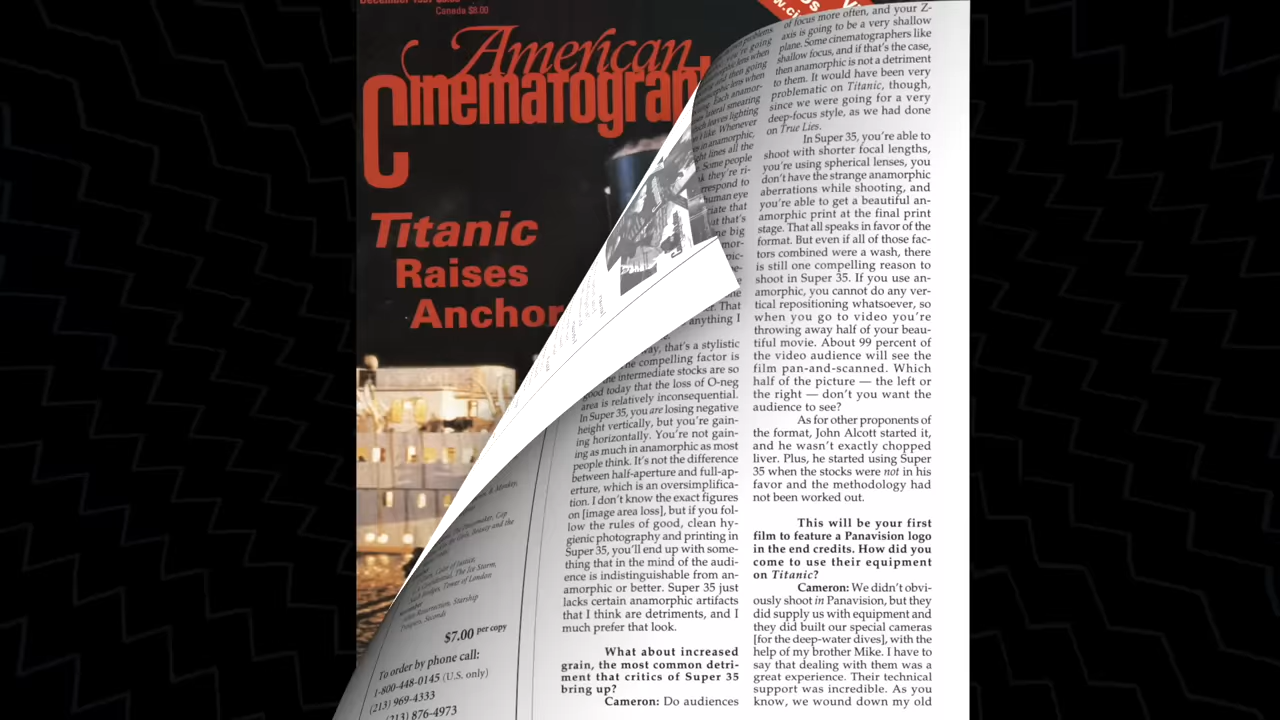 Canada $8.00
American
Cinematograp
Titanic
Raises
Anchor
$7.00 per copy
To order by phone call:
1-800-448-0145 (U.S. only)
(213) 969-4333
(213) 876-4973
anything I
way, that's a stylistic
compelling factor is
intermediate stocks are so
good today that the loss of O-neg
area is relatively inconsequential.
In Super 35, you are losing negative
height vertically, but you're gain-
ing horizontally. You're not gain-
ing as much in anamorphic as most
people think. It's not the difference
between half-aperture and full-ap-
erture, which is an oversimplifica-
tion. I don't know the exact figures
on [image area loss], but if you fol-
low the rules of good, clean hy-
gienic photography and printing in
Super 35, you'll end up with some-
thing that in the mind of the audi-
ence is indistinguishable from an-
amorphic or better. Super 35 just
lacks certain anamorphic artifacts
that I think are detriments, and I
much prefer that look.
What about increased
grain, the most common detri-
ment that critics of Super 35
bring up?
Cameron: Do audiences
of focus more often, and your Z-
axis is going to be a very shallow
plane. Some cinematographers like
shallow focus, and if that's the case,
then anamorphic is not a detriment
to them. It would have been very
problematic on Titanic, though,
since we were going for a very
deep-focus style, as we had done
on True Lies.
In Super 35, you're able to
shoot with shorter focal lengths,
you're using spherical lenses, you
don't have the strange anamorphic
aberrations while shooting, and
you're able to get a beautiful an-
amorphic print at the final print
stage. That all speaks in favor of the
format. But even if all of those fac-
tors combined were a wash, there
is still one compelling reason to
shoot in Super 35. If you use an-
amorphic, you cannot do any ver-
tical repositioning whatsoever, so
when you go to video you're
throwing away half of your beau-
tiful movie. About 99 percent of
the video audience will see the
film pan-and-scanned. Which
half of the picture — the left or
the right — don't you want the
audience to see?
As for other proponents of
the format, John Alcott started it,
and he wasn't exactly chopped
liver. Plus, he started using Super
35 when the stocks were not in his
favor and the methodology had
not been worked out.
This will be your first
film to feature a Panavision logo
in the end credits. How did you
come to use their equipment
on Titanic?
Cameron: We didn't obvi-
ously shoot in Panavision, but they
did supply us with equipment and
they did built our special cameras
[for the deep-water dives], with the
help of my brother Mike. I have to
say that dealing with them was a
great experience. Their technical
support was incredible. As you
know, we wound down my old